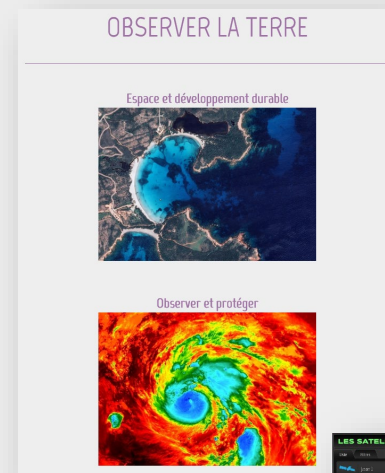 OBSERVER LA TERRE
Espace et développement durable
Observer et protéger
LES SATEL